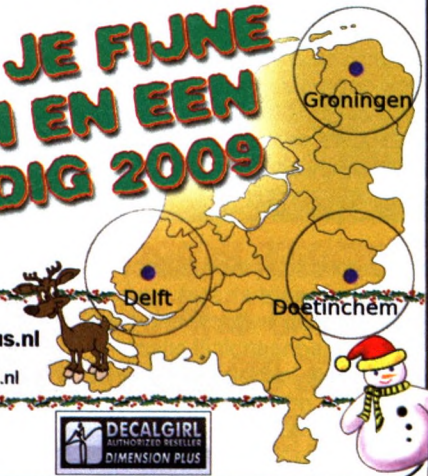 JE FIJNE
EN EEN
DIG 2009
Groningen
Delft
Doetinchem
s.nl
.nl
DECALGIRL
AUTHORIZED RESELLER
DIMENSION PLUS